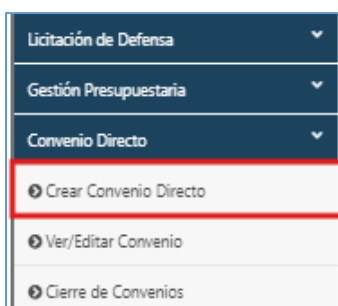 Licitación de Defensa
Gestión Presupuestaria
Convenio Directo
Crear Convenio Directo
Ver/Editar Convenio
Cierre de Convenios